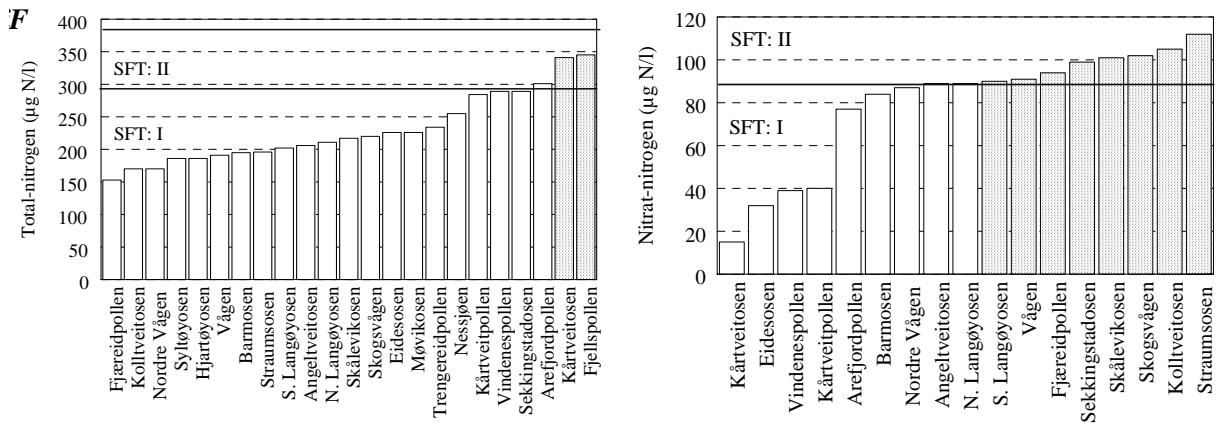 F
400
350
300
250
200
150
100
50
0
Total-nitrogen (µg N/l)
SFT: II
SFT: I
Fjæreidpollen
Kolltveitosen
Nordre Vågen
Syltøyosen
Hjartøyosen
Vågen
Barmosen
Straumsosen
S. Langøyosen
Angeltveitosen
N. Langøyosen
Skålevikosen
Skogsvågen
Eidesosen
Møvikosen
Trengereidpollen
Nessjøen
Kårtveitpollen
Vindenespollen
Sekkingstadosen
Arefjordpollen
Kårtveitosen
Fjellspollen
120
100
80
60
40
20
0
Nitrat-nitrogen (µg N/l)
SFT: II
SFT: I
Kårtveitosen
Eidesosen
Vindenespollen
Kårtveitpollen
Arefjordpollen
Barmosen
Nordre Vågen
Angeltveitosen
N. Langøyosen
S. Langøyosen
Vågen
Fjæreidpollen
Sekkingstadosen
Skålevikosen
Skogsvågen
Kolltveitosen
Straumsosen